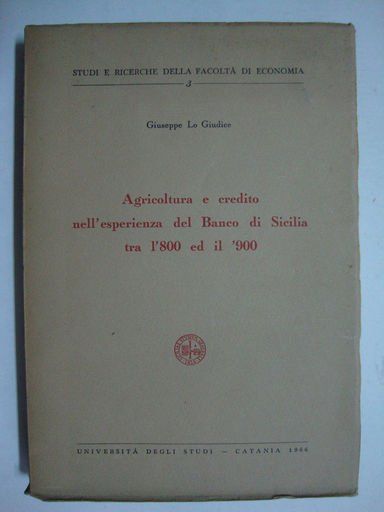 STUDI E RICERCHE DELLA FACOLTÀ DI ECONOMIA
3
Giuseppe Lo Giudice
Agricoltura e credito
nell'esperienza del Banco di Sicilia
tra l'800 ed il '900
UNIVERSITÀ DEGLI STUDI – CATANIA 1966